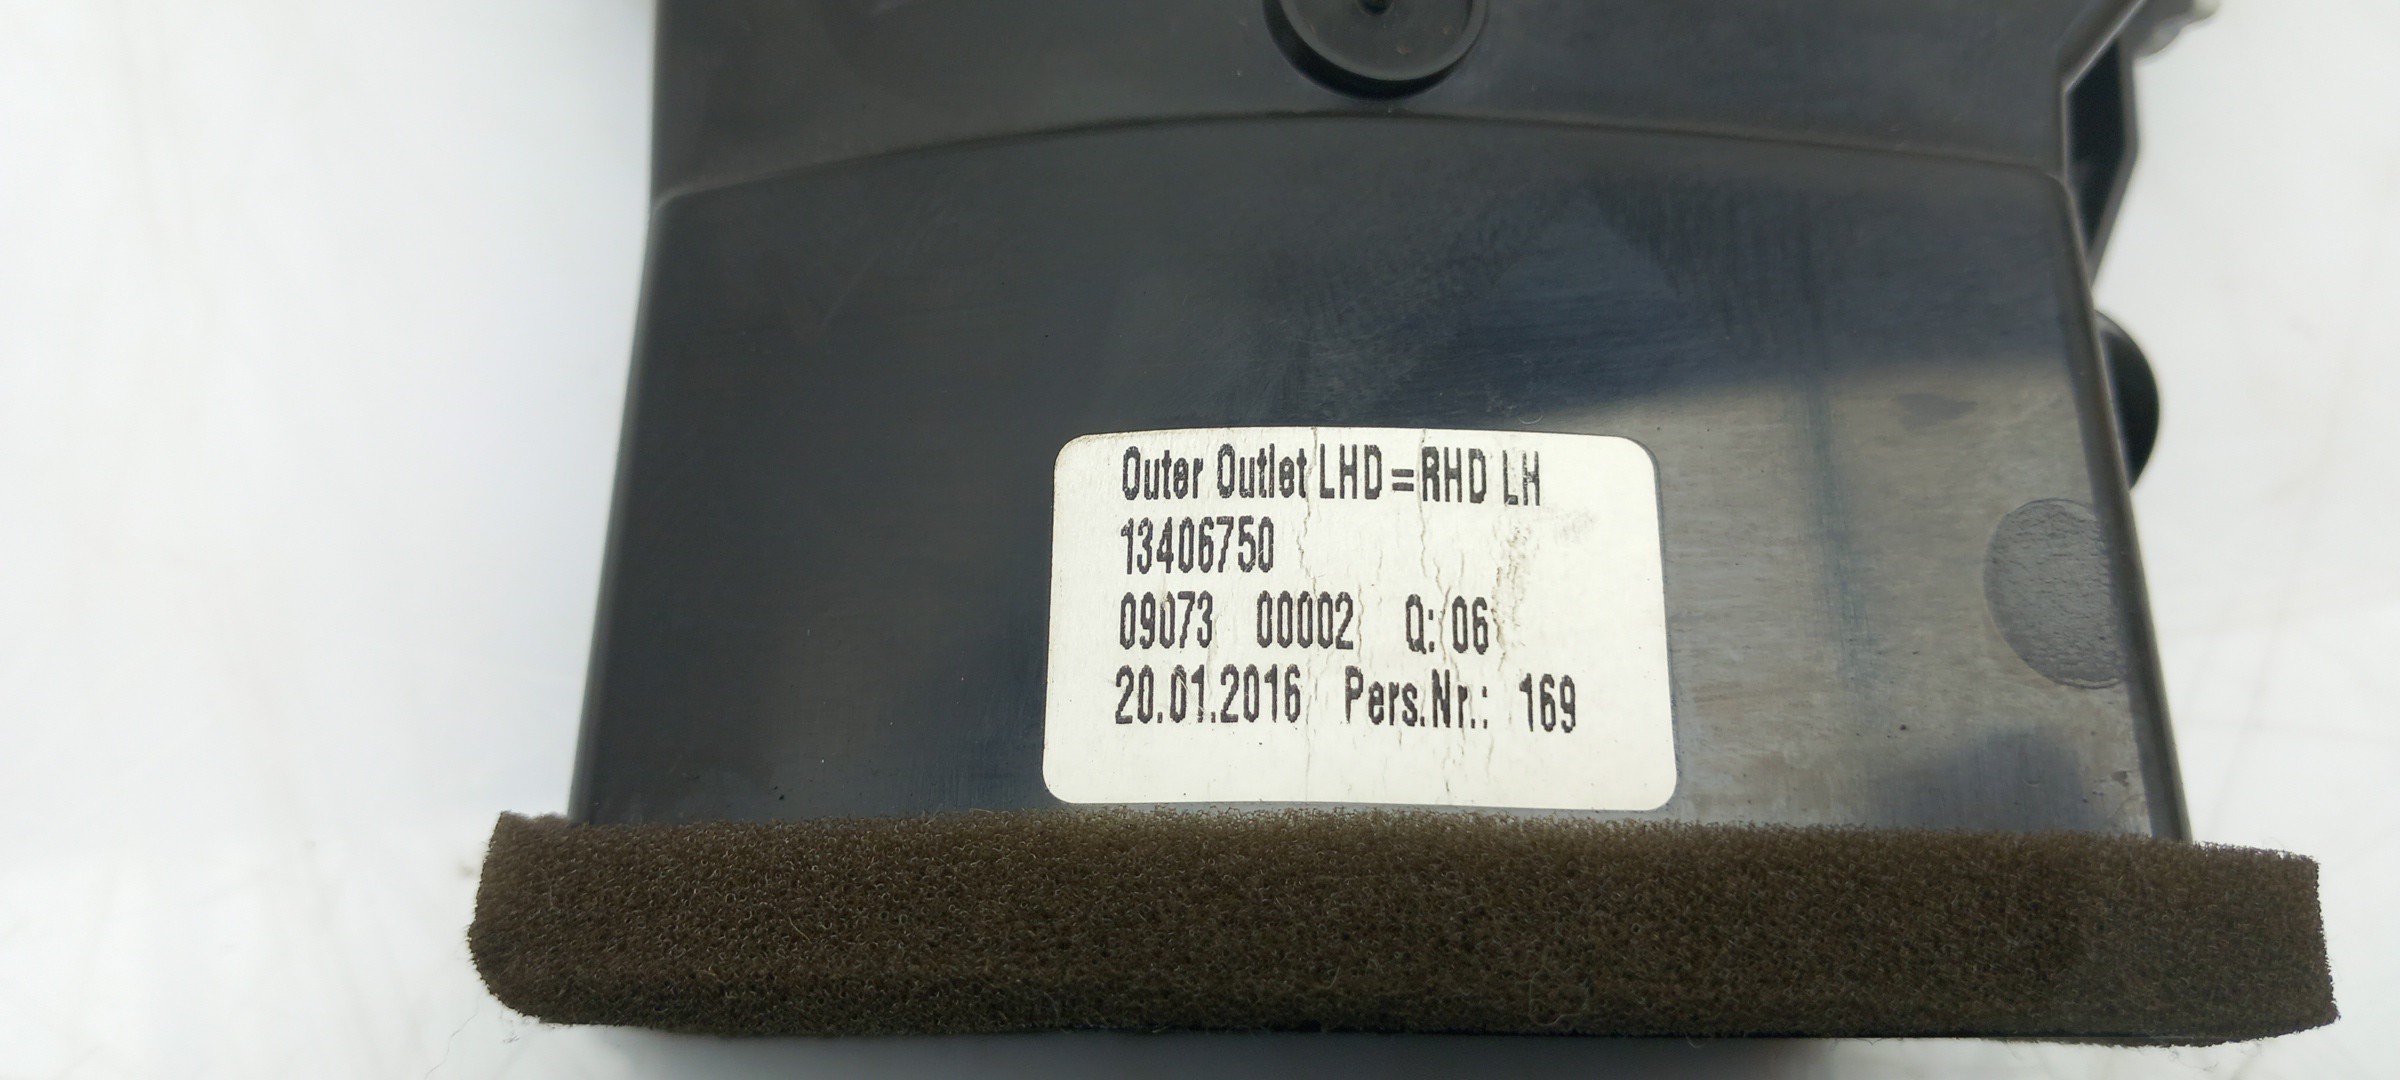 Outer Outlet LHD=RHD LH
13406750
09073 00002 Q: 06
20.01.2016 Pers.Nr.: 169